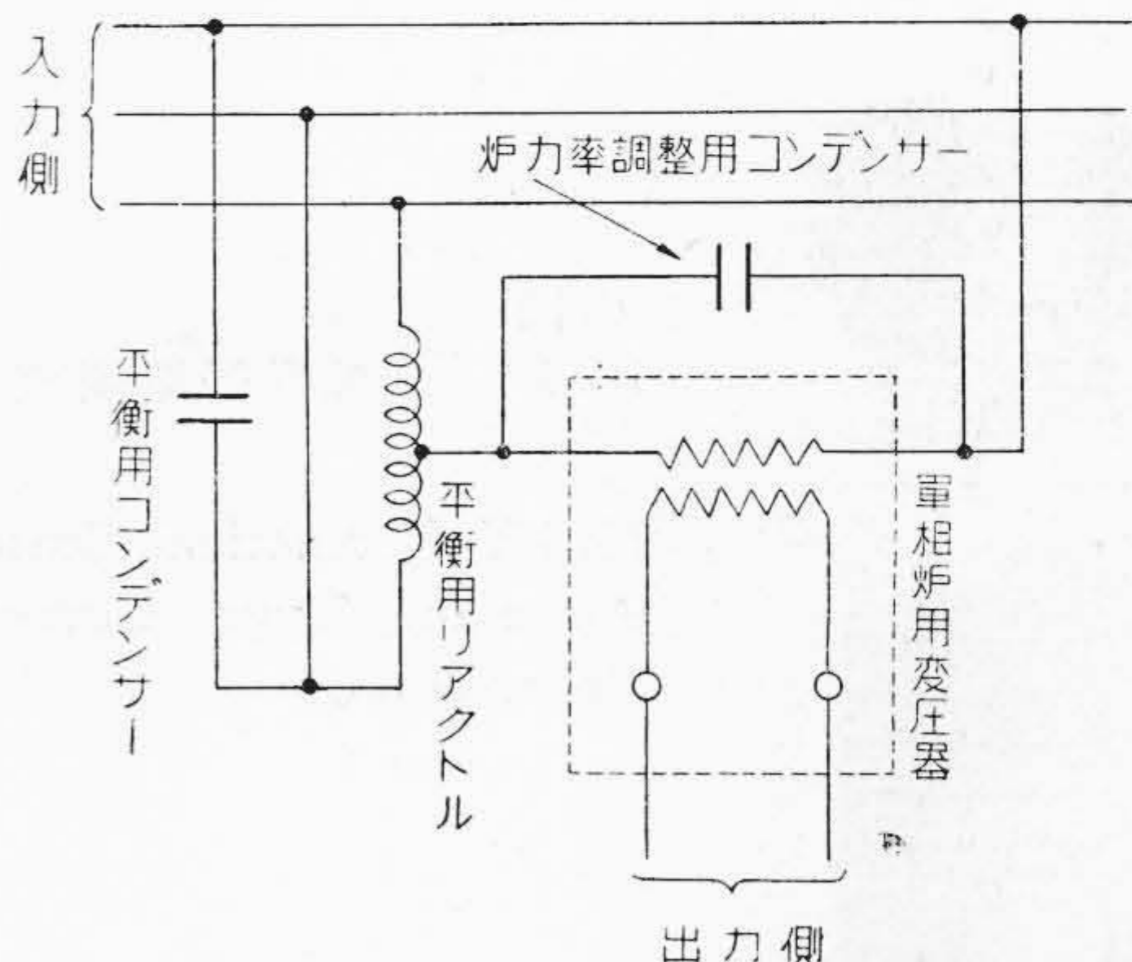 入力側
炉力率調整用コンデンサー
平衡用コンデンサー
平衡用リアクトル
単相炉用変圧器
出力側